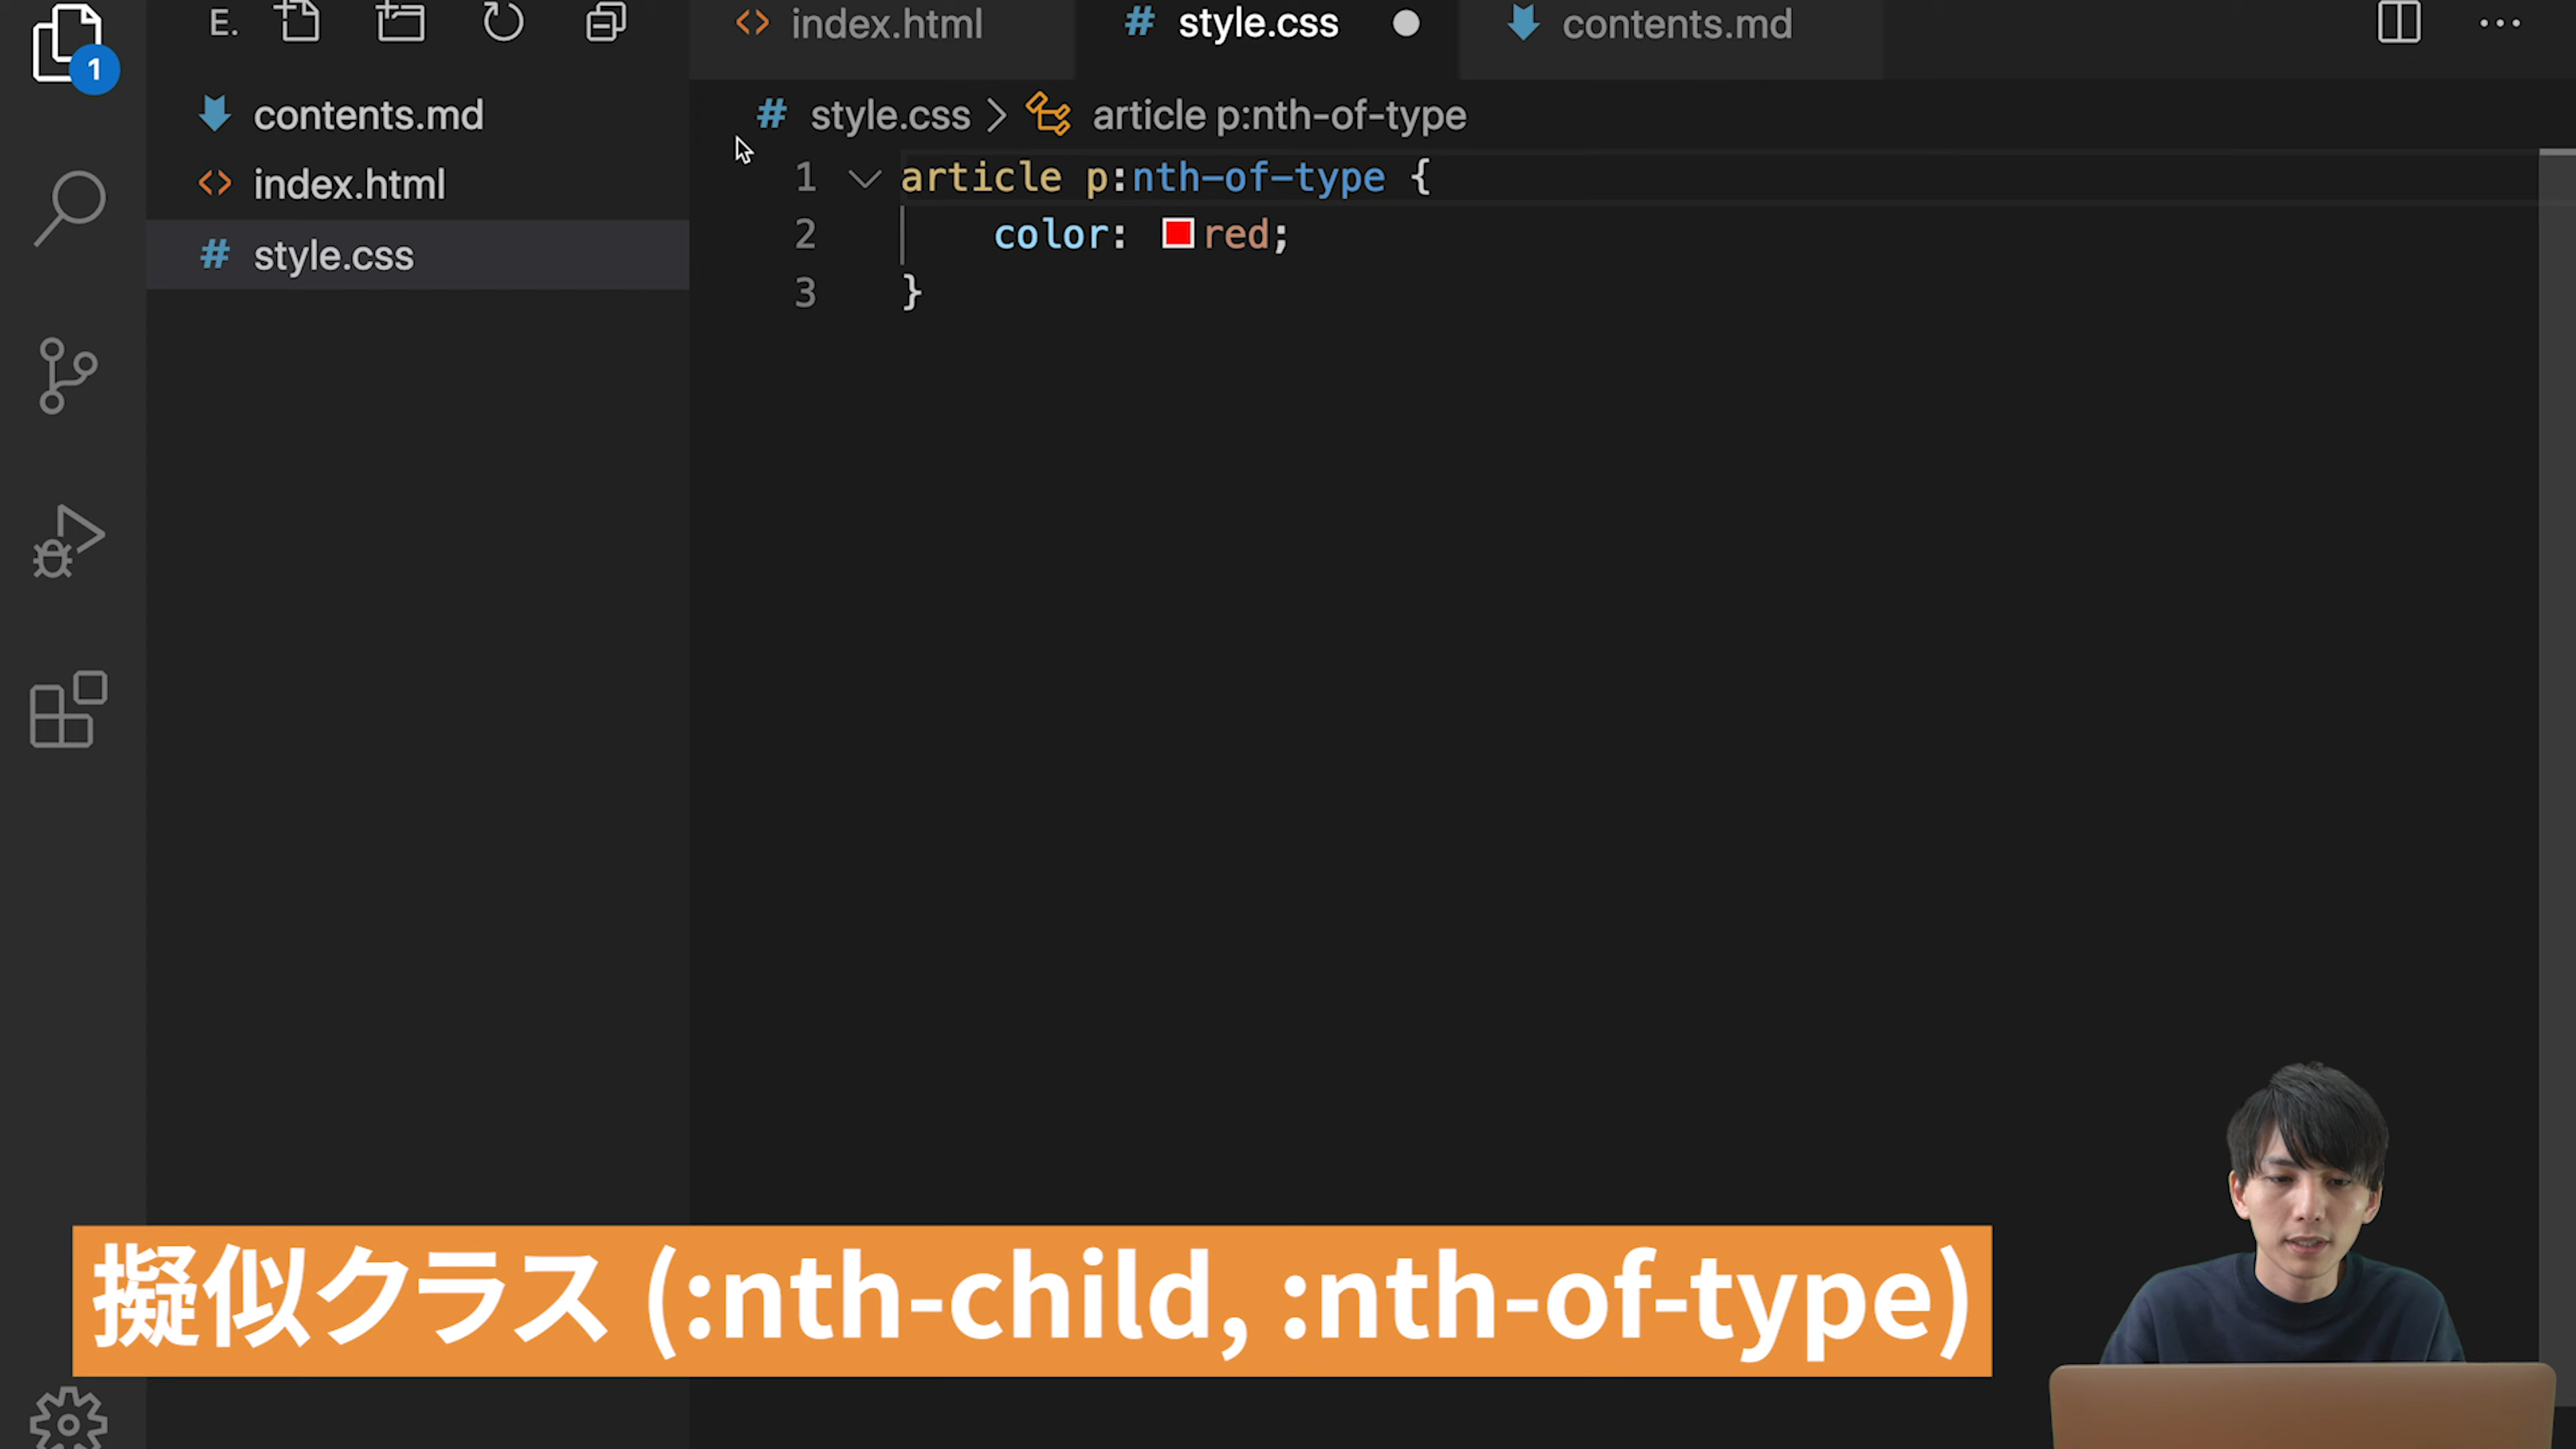 E.
index.html
style.css
contents.md
1
contents.md
index.html
style.css
style.css > article p:nth-of-type
1 article p:nth-of-type {
2 color: red;
3 }
擬似クラス (:nth-child, :nth-of-type)